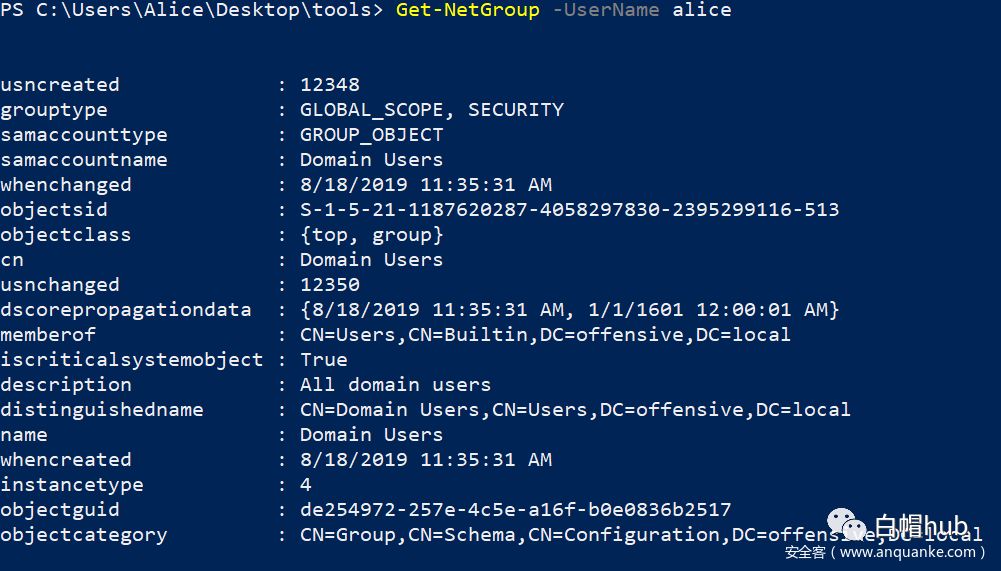 PS C:\Users\Alice\Desktop\tools> Get-NetGroup -UserName alice
usncreated : 12348
grouptype : GLOBAL_SCOPE, SECURITY
samaccounttype : GROUP_OBJECT
samaccountname : Domain Users
whenchanged : 8/18/2019 11:35:31 AM
objectsid : S-1-5-21-1187620287-4058297830-2395299116-513
objectclass : {top, group}
cn : Domain Users
usnchanged : 12350
dscorepropagationdata : {8/18/2019 11:35:31 AM, 1/1/1601 12:00:01 AM}
memberof : CN=Users,CN=Builtin,DC=offensive,DC=local
iscriticalsystemobject : True
description : All domain users
distinguishedname : CN=Domain Users,CN=Users,DC=offensive,DC=local
name : Domain Users
whencreated : 8/18/2019 11:35:31 AM
instancetype : 4
objectguid : de254972-257e-4c5e-a16f-b0e0836b2517
白帽hub
objectcategory : CN=Group,CN=Schema,CN=Configuration,DC=offensive,DC=local
安全客（www.anquanke.com）